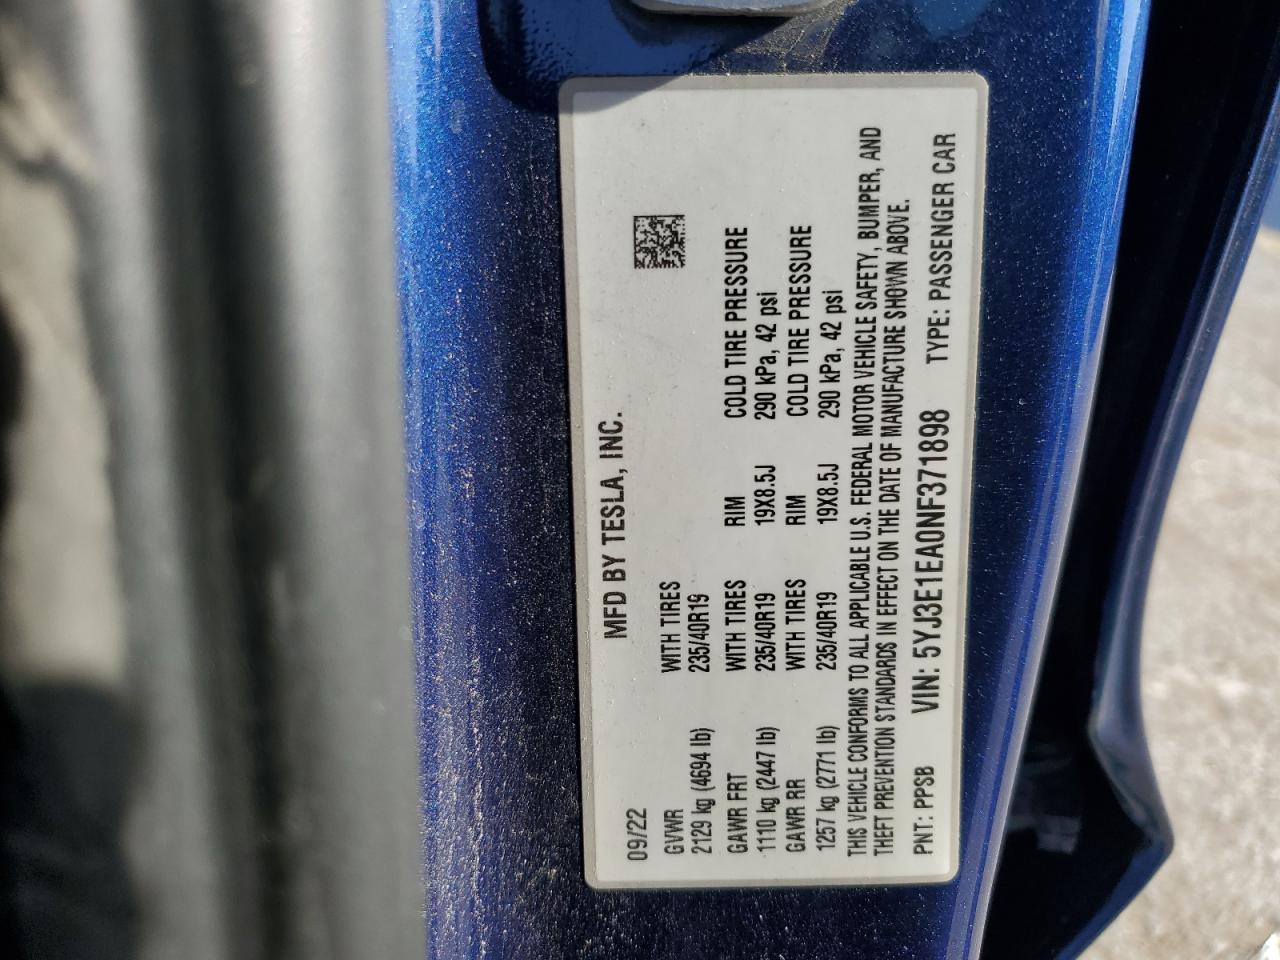 MFD BY TESLA, INC.
09/22
GVWR WITH TIRES
2129 kg (4694 lb) 235/40R19
GAWR FRT WITH TIRES RIM COLD TIRE PRESSURE
1110 kg (2447 lb) 235/40R19 19X8.5J 290 kPa, 42 psi
GAWR RR WITH TIRES RIM COLD TIRE PRESSURE
1257 kg (2771 lb) 235/40R19 19X8.5J 290 kPa, 42 psi
THIS VEHICLE CONFORMS TO ALL APPLICABLE U.S. FEDERAL MOTOR VEHICLE SAFETY, BUMPER, AND
THEFT PREVENTION STANDARDS IN EFFECT ON THE DATE OF MANUFACTURE SHOWN ABOVE.
PNT: PPSB VIN: 5YJ3E1EA0NF371898 TYPE: PASSENGER CAR